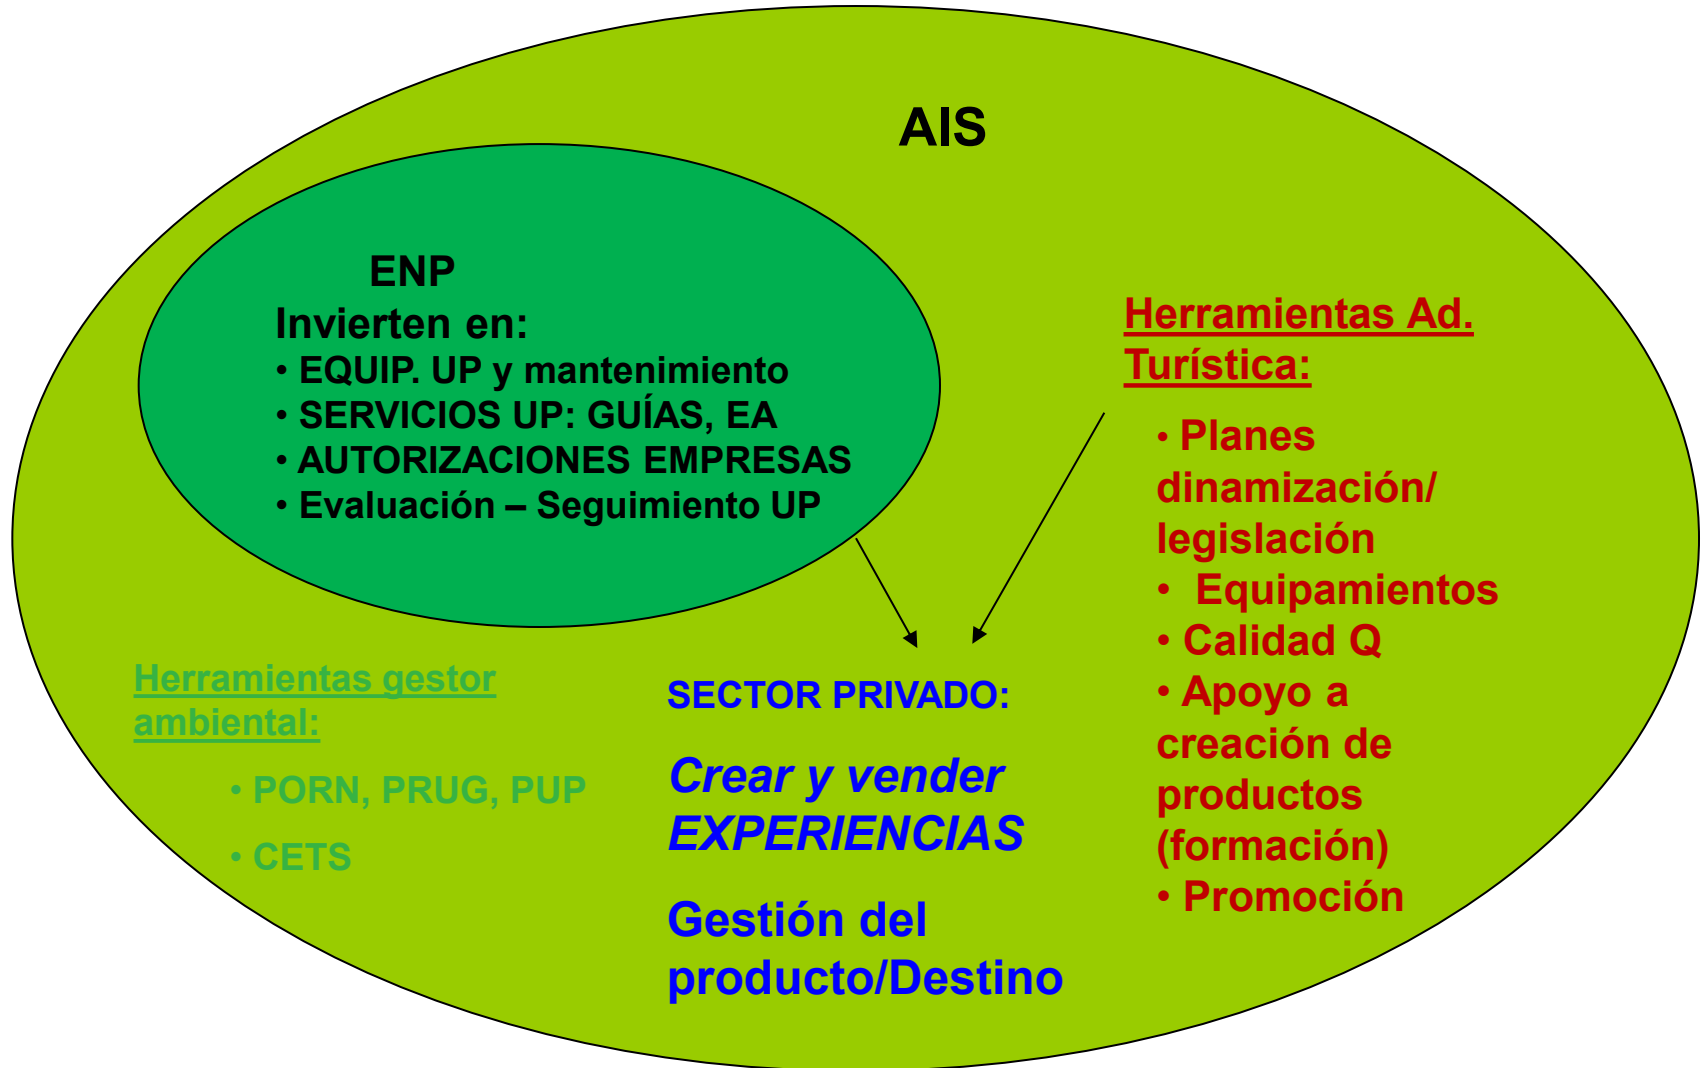 AIS
ENP
Invierten en:
• EQUIP. UP y mantenimiento
• SERVICIOS UP: GUÍAS, EA
• AUTORIZACIONES EMPRESAS
• Evaluación – Seguimiento UP
Herramientas Ad.
Turística:
• Planes
dinamización/
legislación
• Equipamientos
• Calidad Q
• Apoyo a
creación de
productos
(formación)
• Promoción
Herramientas gestor
ambiental:
• PORN, PRUG, PUP
• CETS
SECTOR PRIVADO:
Crear y vender
EXPERIENCIAS
Gestión del
producto/Destino